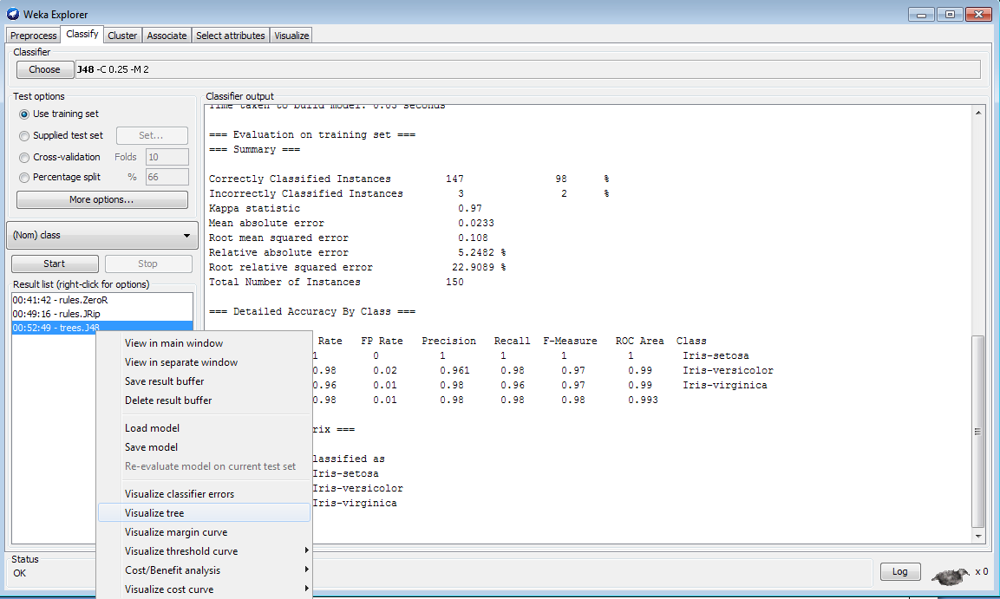 Weka Explorer
Preprocess Classify Cluster Associate Select attributes Visualize
Classifier
Choose J48 -C 0.25 -M 2
Test options
Use training set
Supplied test set Set...
Cross-validation Folds 10
Percentage split % 66
More options...
(Nom) class
Start Stop
Result list (right-click for options)
00:41:42 - rules.ZeroR
00:49:16 - rules.JRip
00:52:49 - trees.J48
View in main window
View in separate window
Save result buffer
Delete result buffer
Load model
Save model
Re-evaluate model on current test set
Visualize classifier errors
Visualize tree
Visualize margin curve
Visualize threshold curve
Cost/Benefit analysis
Visualize cost curve
Classifier output
Time taken to build model: 0.03 seconds
=== Evaluation on training set ===
=== Summary ===
Correctly Classified Instances 147 98 %
Incorrectly Classified Instances 3 2 %
Kappa statistic 0.97
Mean absolute error 0.0233
Root mean squared error 0.108
Relative absolute error 5.2482 %
Root relative squared error 22.9089 %
Total Number of Instances 150
=== Detailed Accuracy By Class ===
Rate FP Rate Precision Recall F-Measure ROC Area Class
1 0 1 1 1 1 Iris-setosa
0.98 0.02 0.961 0.98 0.97 0.99 Iris-versicolor
0.96 0.01 0.98 0.96 0.97 0.99 Iris-virginica
0.98 0.01 0.98 0.98 0.98 0.993
rix ===
lassified as
Iris-setosa
Iris-versicolor
Iris-virginica
Status
OK
Log x 0